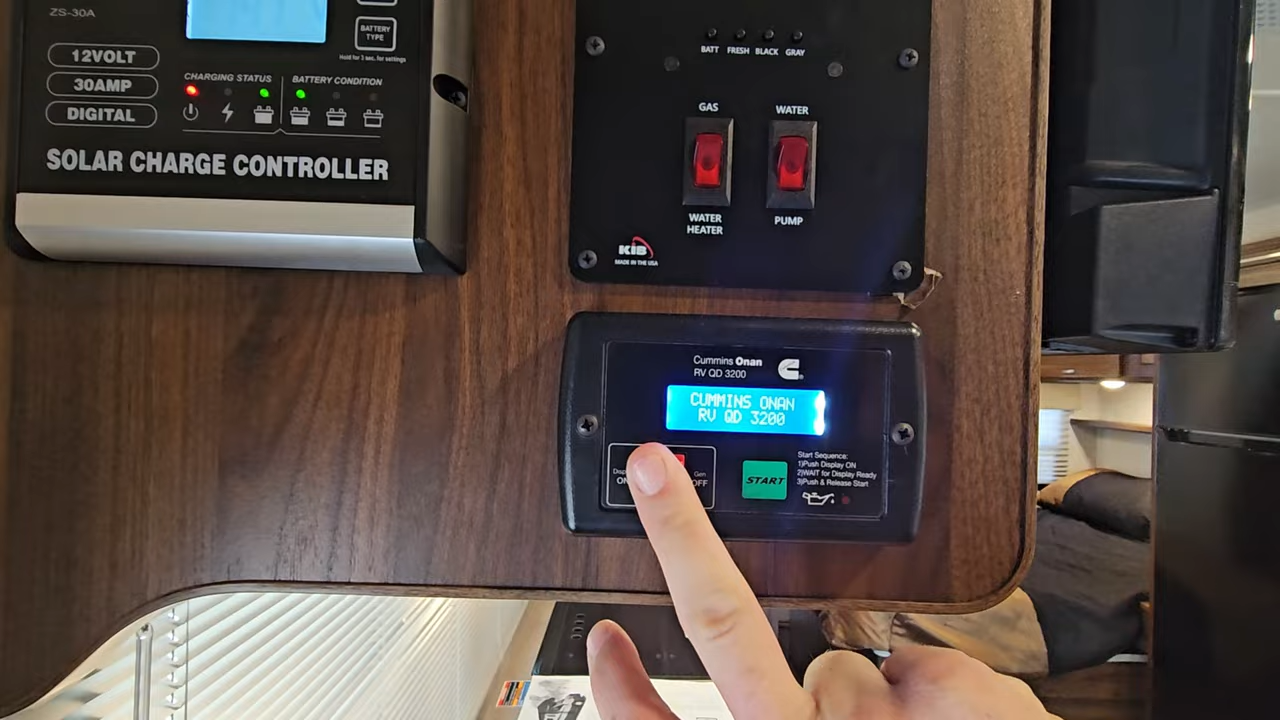 ZS-30A
12VOLT
30AMP
DIGITAL
BATTERY
TYPE
Hold for 3 sec. for settings
CHARGING STATUS
BATTERY CONDITION
SOLAR CHARGE CONTROLLER
BATT FRESH BLACK GRAY
GAS
WATER
WATER
HEATER
PUMP
KIB
MADE IN THE USA
Cummins Onan
RV QD 3200
CUMMINS ONAN
RV QD 3200
Gen
OFF
START
Start Sequence:
1)Push Display ON
2)WAIT for Display Ready
3)Push & Release Start